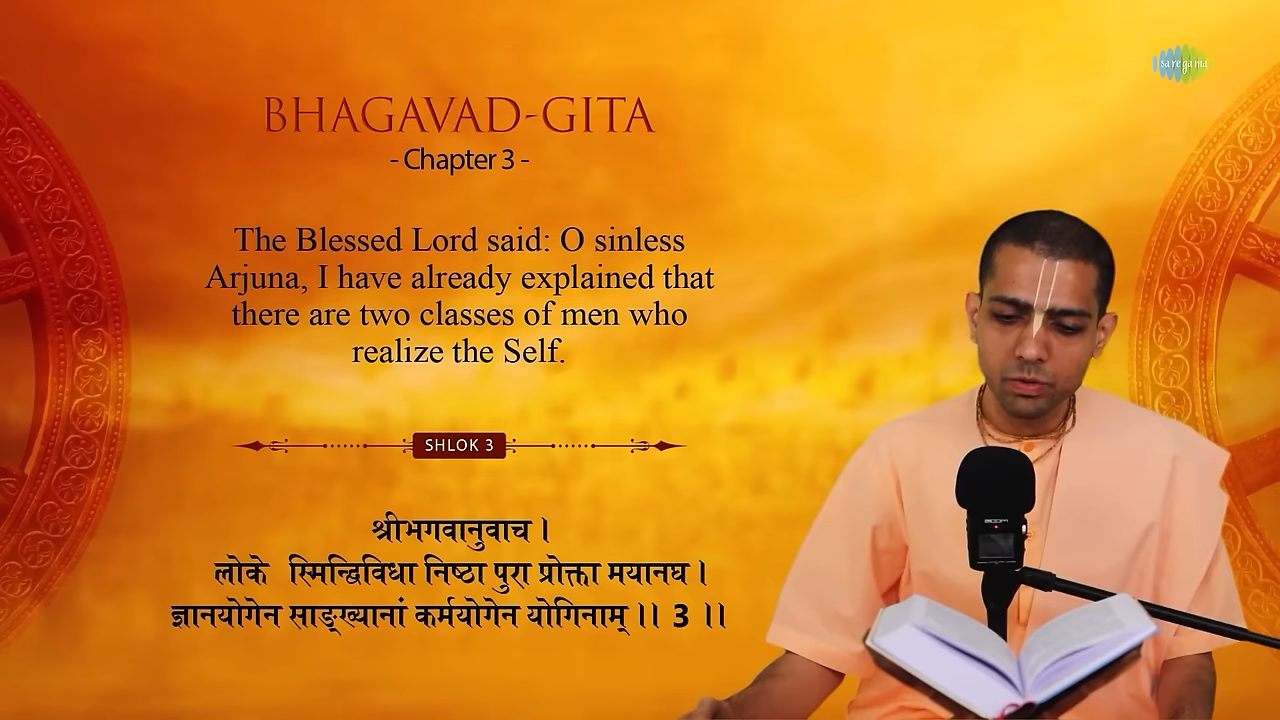 saregama
BHAGAVAD-GITA
- Chapter 3 -
The Blessed Lord said: O sinless
Arjuna, I have already explained that
there are two classes of men who
realize the Self.
SHLOK 3
श्रीभगवानुवाच ।
लोके स्मिन्द्विविधा निष्ठा पुरा प्रोक्ता मयानघ ।
ज्ञानयोगेन साङ्ख्यानां कर्मयोगेन योगिनाम् ।। 3 ।।
zoom